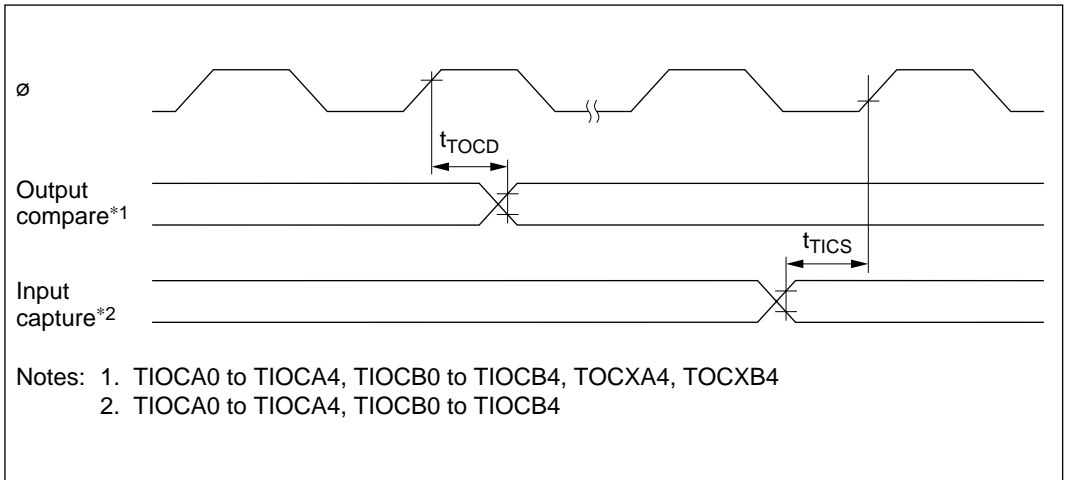 ø
tTOCD
Output
compare*1
tTICS
Input
capture*2
Notes: 1. TIOCA0 to TIOCA4, TIOCB0 to TIOCB4, TOCXA4, TOCXB4
2. TIOCA0 to TIOCA4, TIOCB0 to TIOCB4